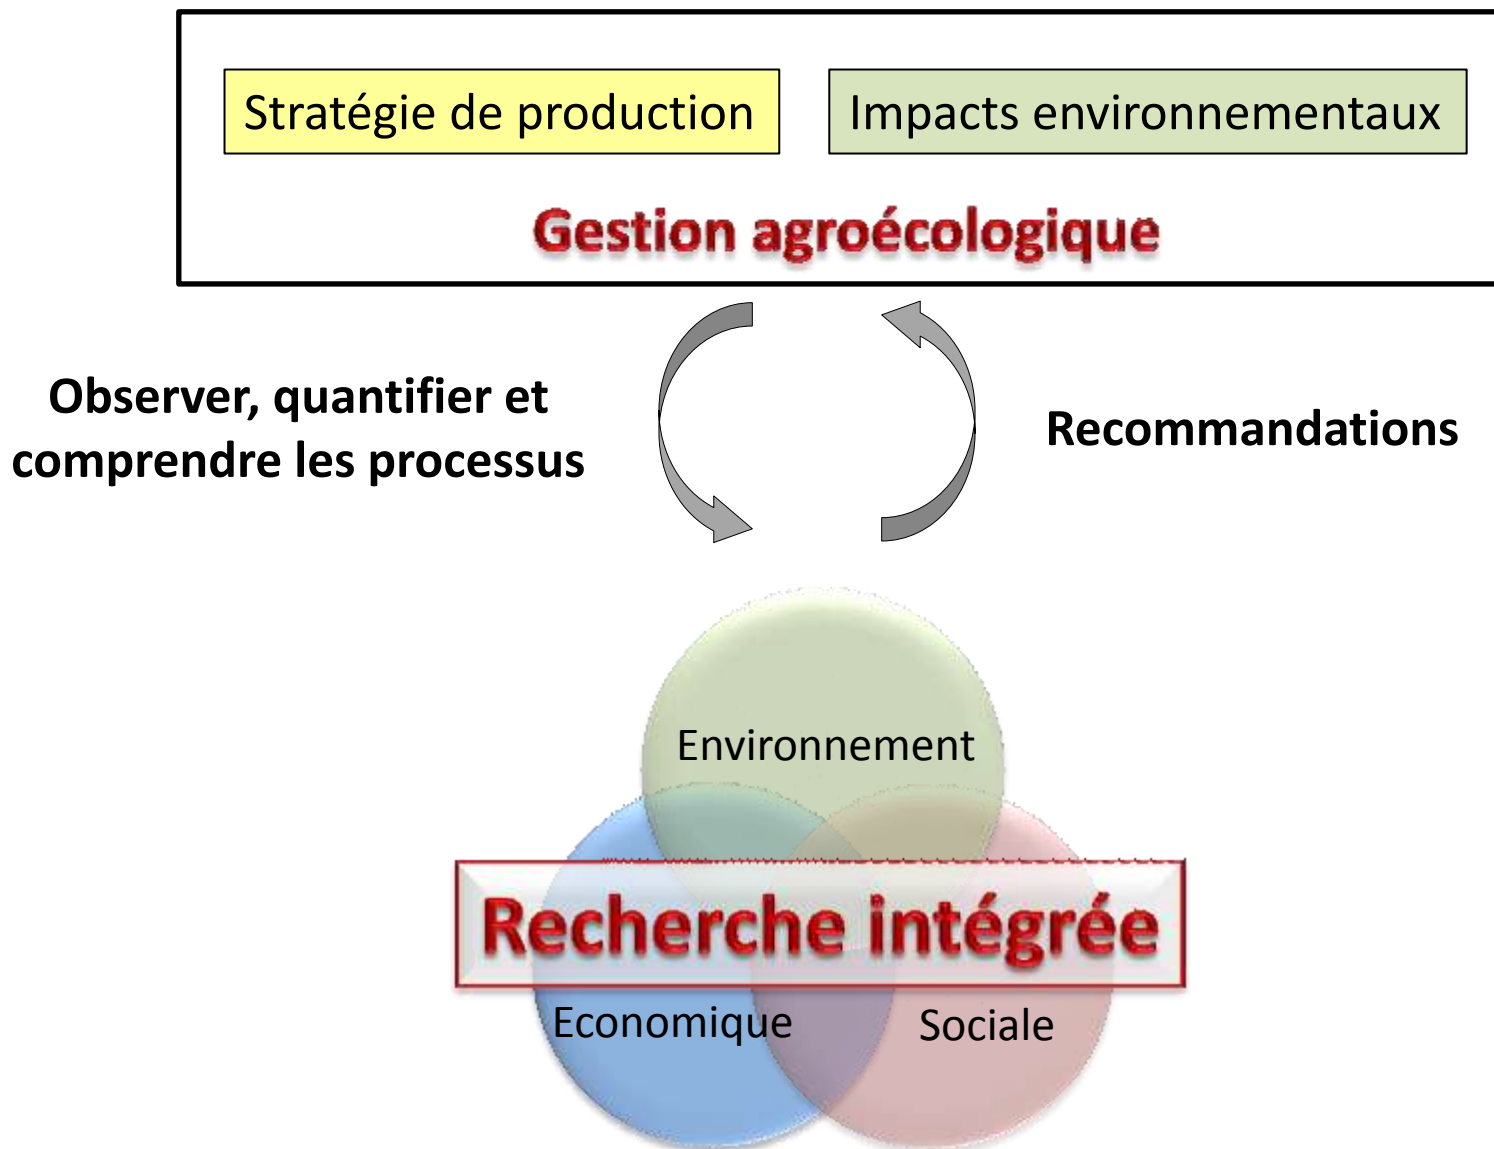 Stratégie de production
Impacts environnementaux
Gestion agroécologique
Observer, quantifier et
comprendre les processus
Recommandations
Environnement
Recherche intégrée
Economique
Sociale